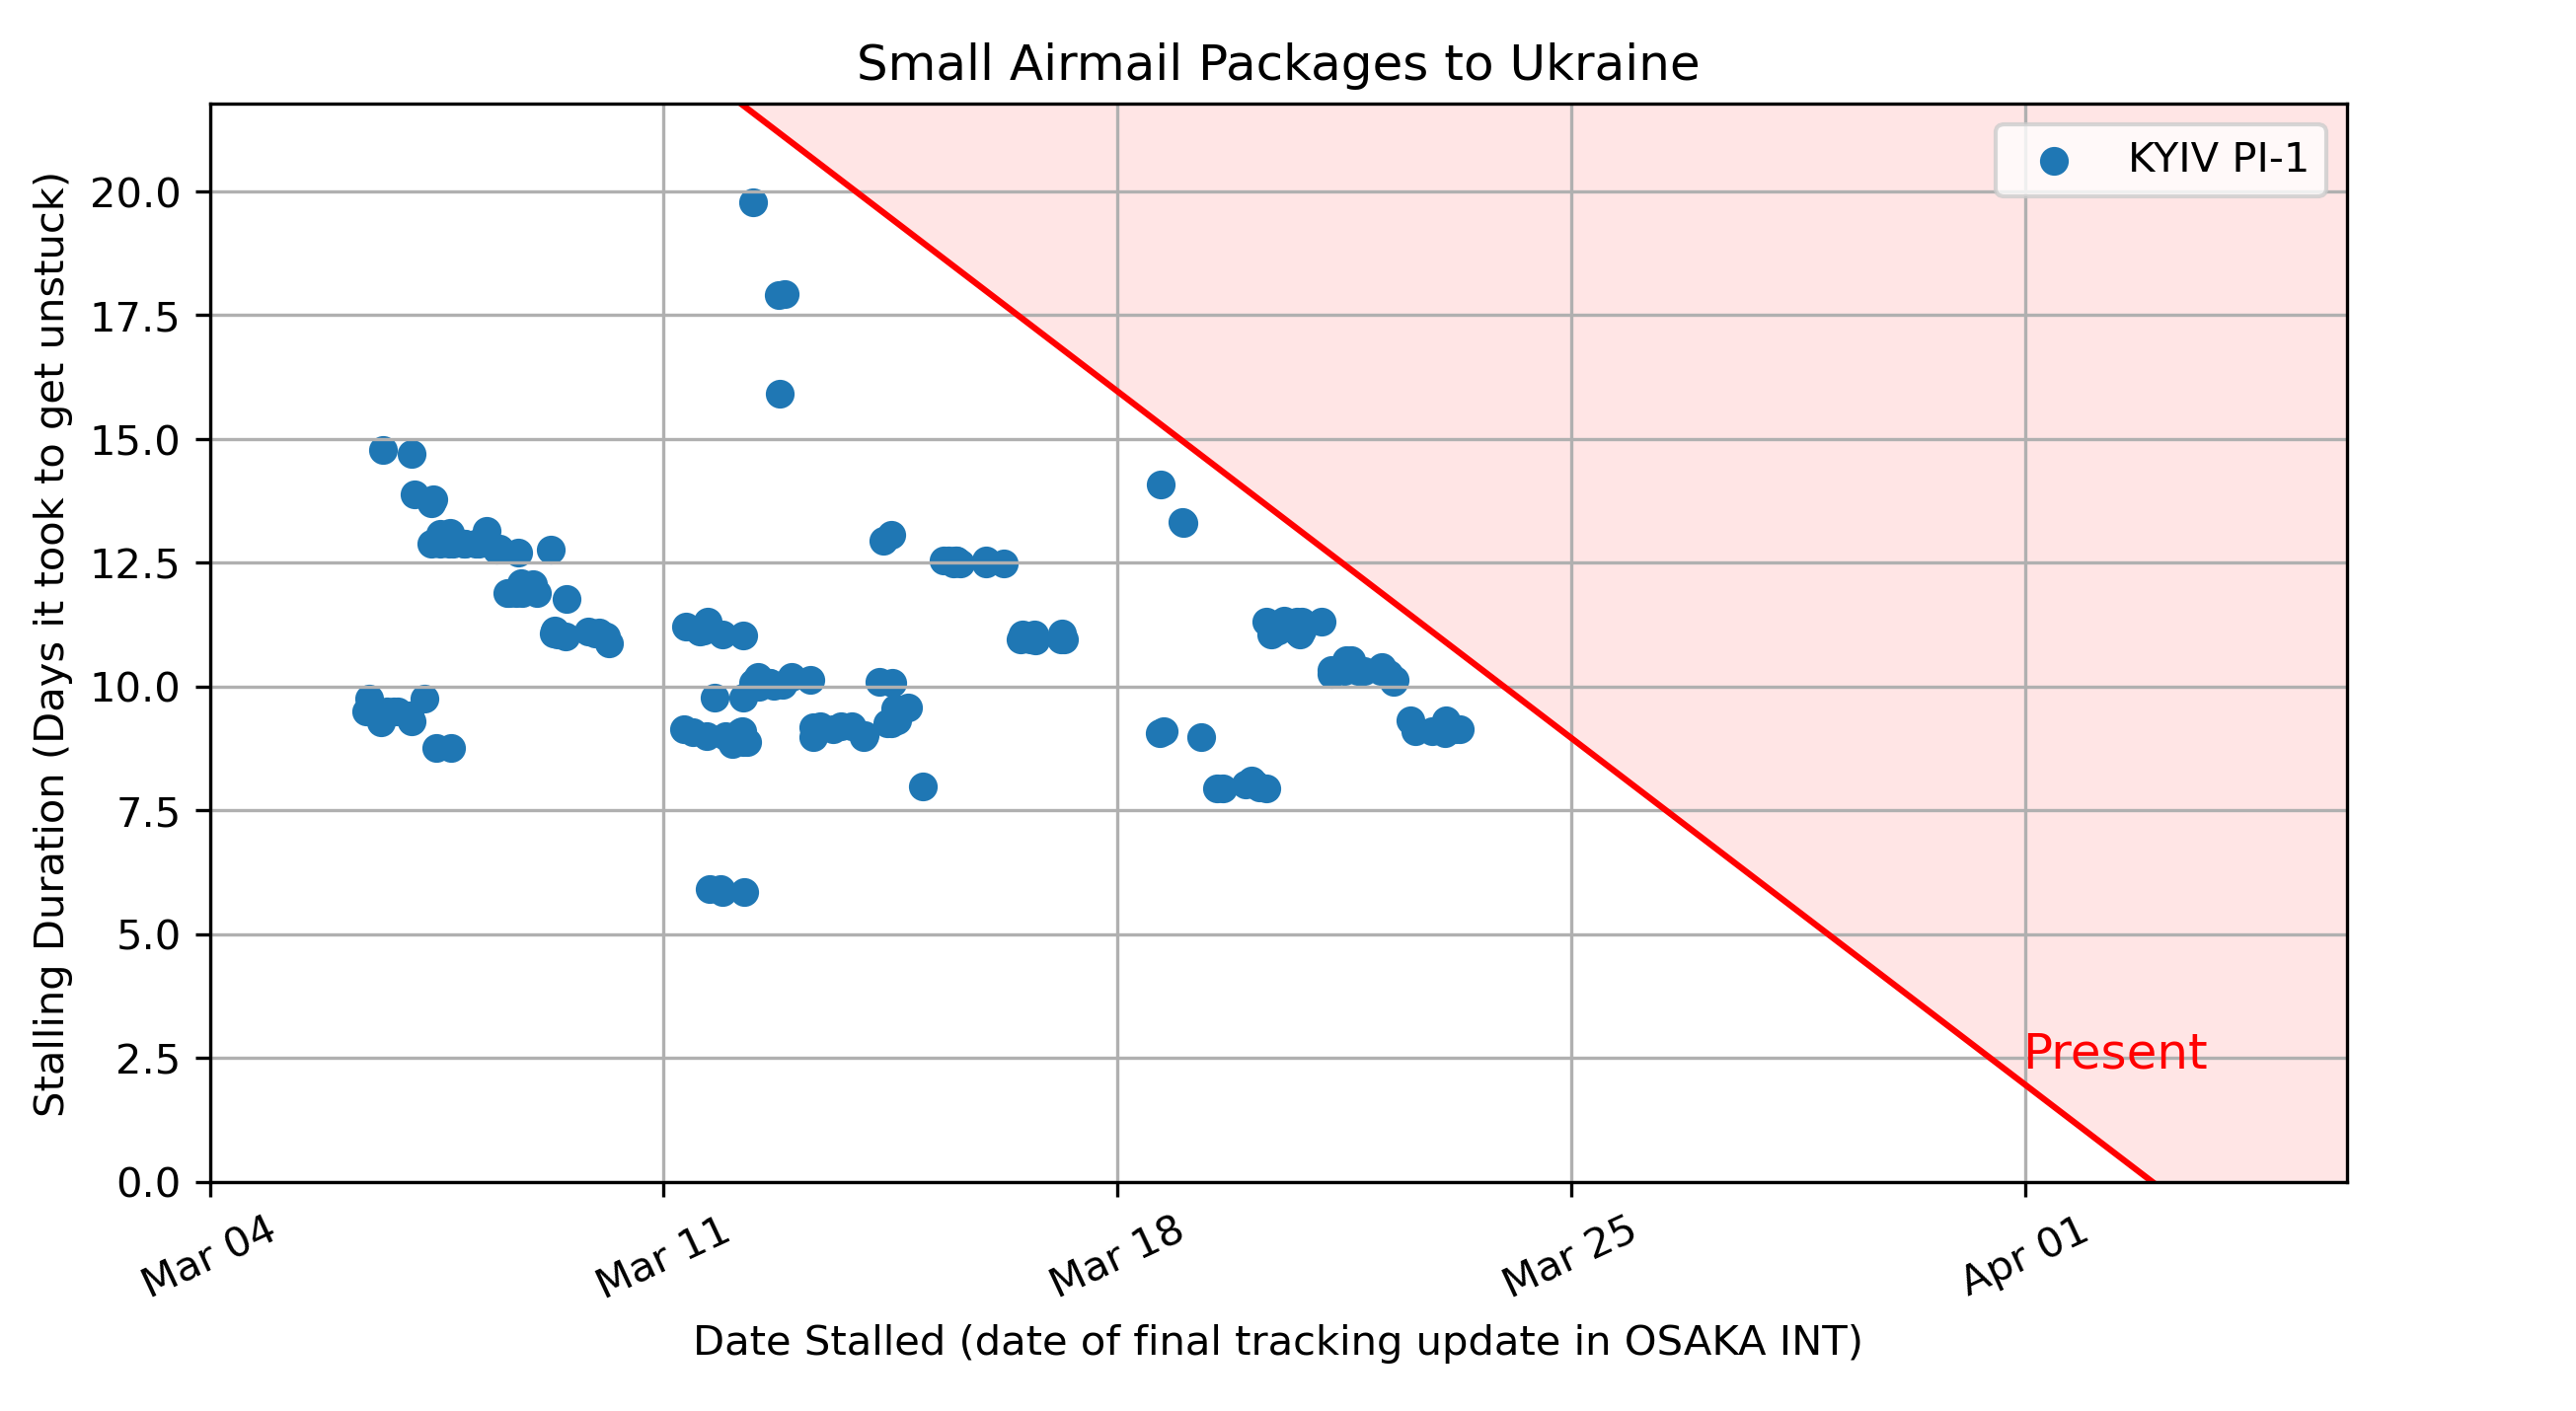 Small Airmail Packages to Ukraine
KYIV PI-1
Stalling Duration (Days it took to get unstuck)
20.0
17.5
15.0
12.5
10.0
7.5
5.0
2.5
0.0
Present
Mar 04
Mar 11
Mar 18
Mar 25
Apr 01
Date Stalled (date of final tracking update in OSAKA INT)